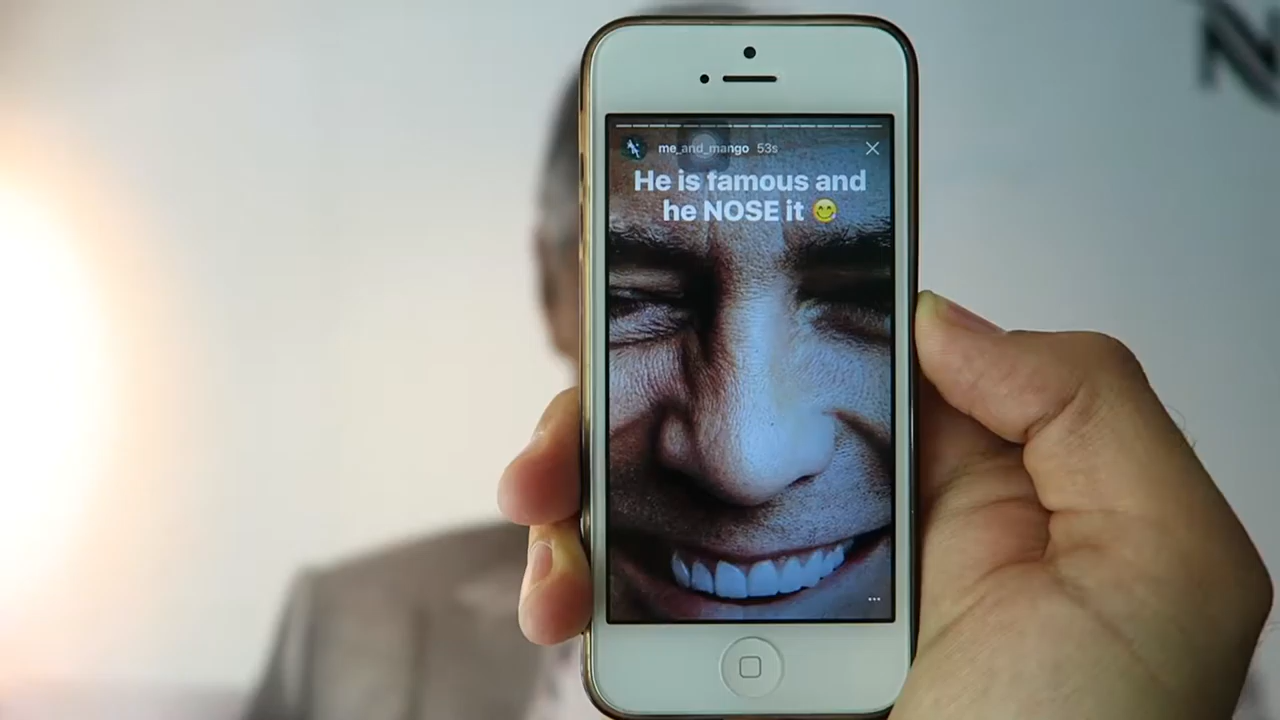 me_and_mango 53s
He is famous and
he NOSE it 😋